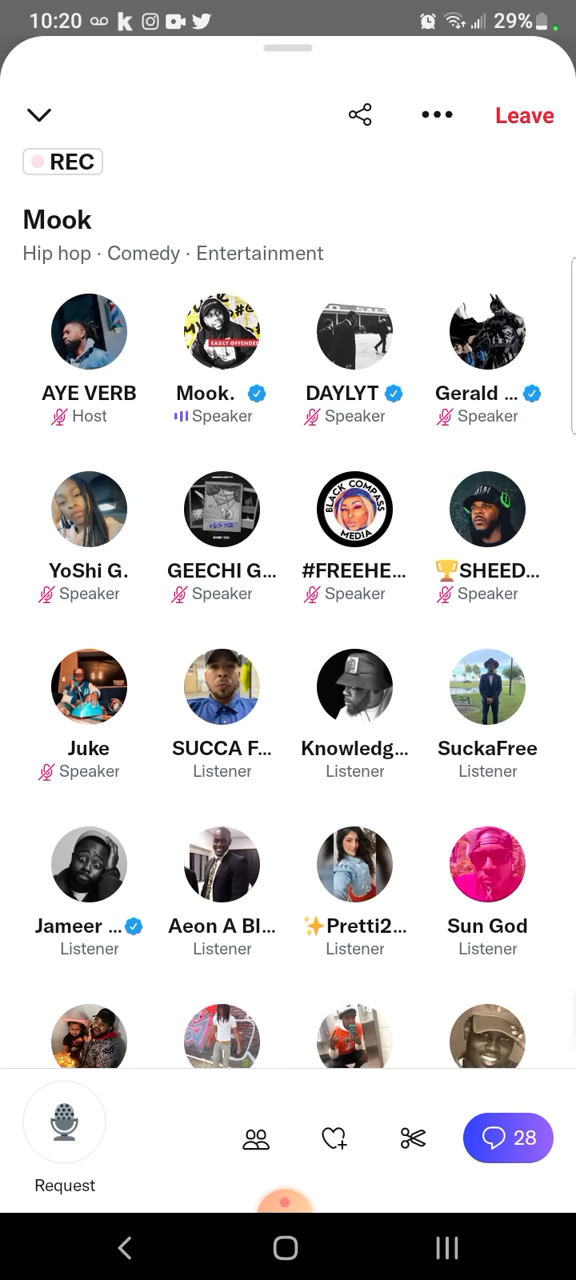 10:20
29%
Leave
REC
Mook
Hip hop · Comedy · Entertainment
EASILY OFFENDED
BLACK COMPASS MEDIA
AYE VERB Mook. DAYLYT Gerald ...
Host Speaker Speaker Speaker
YoShi G. GEECHI G... #FREEHE... 🏆SHEED...
Speaker Speaker Speaker Speaker
Juke SUCCA F... Knowledg... SuckaFree
Speaker Listener Listener Listener
Jameer ... Aeon A Bl... ✨Pretti2... Sun God
Listener Listener Listener Listener
28
Request